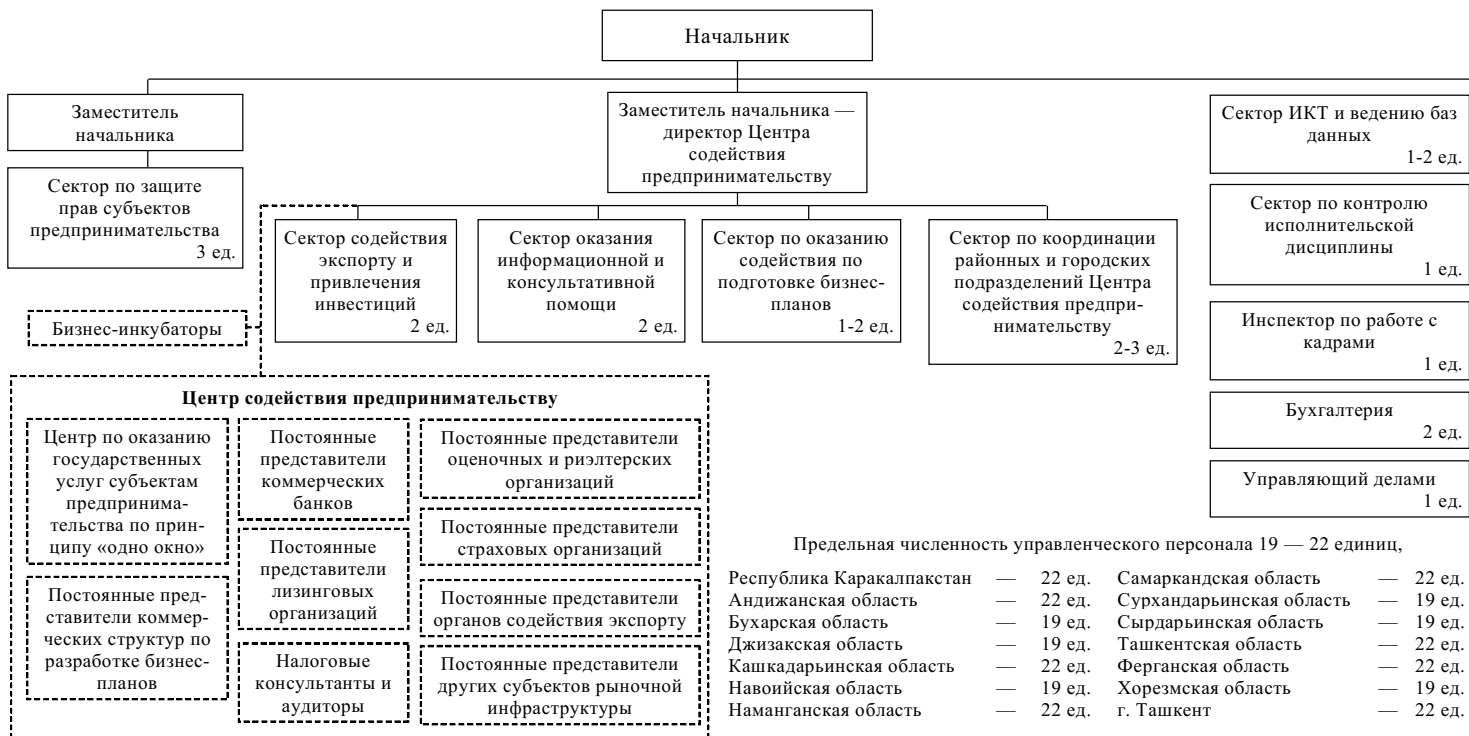 Начальник
Заместитель
начальника
Сектор по защите
прав субъектов
предпринимательства
3 ед.
Заместитель начальника —
директор Центра
содействия
предпринимательству
Сектор содействия
экспорту и
привлечения
инвестиций
2 ед.
Сектор оказания
информационной и
консультативной
помощи
2 ед.
Сектор по оказанию
содействия по
подготовке бизнес-
планов
1-2 ед.
Сектор по координации
районных и городских
подразделений Центра
содействия предпри-
нимательству
2-3 ед.
Сектор ИКТ и ведению баз
данных
1-2 ед.
Сектор по контролю
исполнительской
дисциплины
1 ед.
Инспектор по работе с
кадрами
1 ед.
Бухгалтерия
2 ед.
Управляющий делами
1 ед.
Бизнес-инкубаторы
Центр содействия предпринимательству
Центр по оказанию
государственных
услуг субъектам
предпринима-
тельства по прин-
ципу «одно окно»
Постоянные пред-
ставители коммер-
ческих структур по
разработке бизнес-
планов
Постоянные
представители
коммерческих
банков
Постоянные
представители
лизинговых
организаций
Налоговые
консультанты и
аудиторы
Постоянные представители
оценочных и риэлтерских
организаций
Постоянные представители
страховых организаций
Постоянные представители
органов содействия экспорту
Постоянные представители
других субъектов рыночной
инфраструктуры
Предельная численность управленческого персонала 19 — 22 единиц,
Республика Каракалпакстан — 22 ед. Самаркандская область — 22 ед.
Андижанская область — 22 ед. Сурхандарьинская область — 19 ед.
Бухарская область — 19 ед. Сырдарьинская область — 19 ед.
Джизакская область — 19 ед. Ташкентская область — 22 ед.
Кашкадарьинская область — 22 ед. Ферганская область — 22 ед.
Навоийская область — 19 ед. Хорезмская область — 19 ед.
Наманганская область — 22 ед. г. Ташкент — 22 ед.